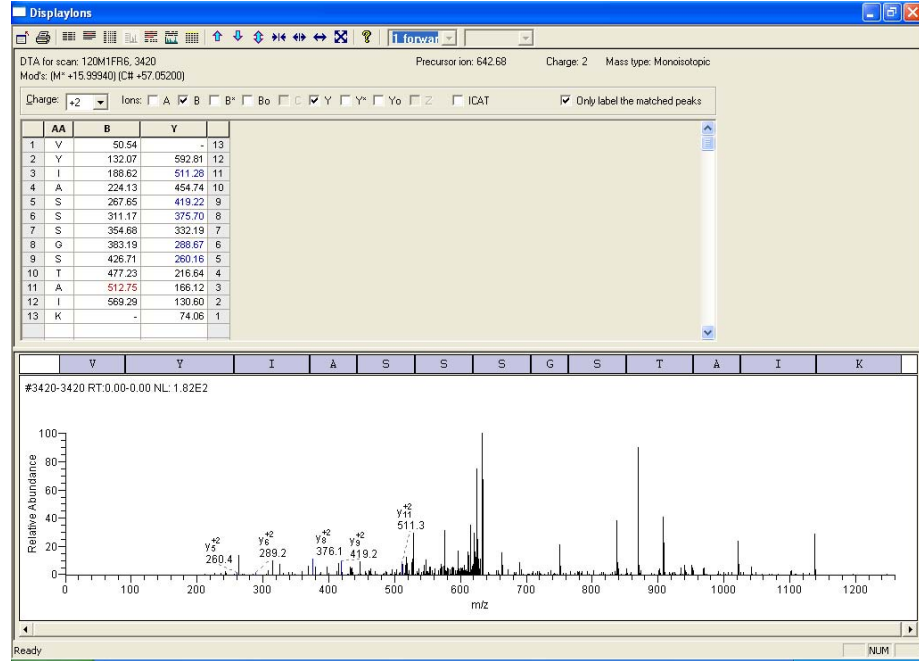 DisplayIons
1 forwar
DTA for scan: 120M1FR6, 3420 Precursor ion: 642.68 Charge: 2 Mass type: Monoisotopic
Mod's: (M* +15.99940) (C# +57.05200)
Charge: +2 Ions: A B B* Bo C Y Y* Yo Z ICAT Only label the matched peaks
AA B Y
1 V 50.54 - 13
2 Y 132.07 592.81 12
3 I 188.62 511.28 11
4 A 224.13 454.74 10
5 S 267.65 419.22 9
6 S 311.17 375.70 8
7 S 354.68 332.19 7
8 G 383.19 288.67 6
9 S 426.71 260.16 5
10 T 477.23 216.64 4
11 A 512.75 166.12 3
12 I 569.29 130.60 2
13 K - 74.06 1
V Y I A S S S G S T A I K
#3420-3420 RT:0.00-0.00 NL: 1.82E2
Relative Abundance
100
80
60
40
20
0
y11+2
511.3
y5+2
260.4
y6+2
289.2
y8+2
376.1
y9+2
419.2
0 100 200 300 400 500 600 700 800 900 1000 1100 1200
m/z
Ready NUM